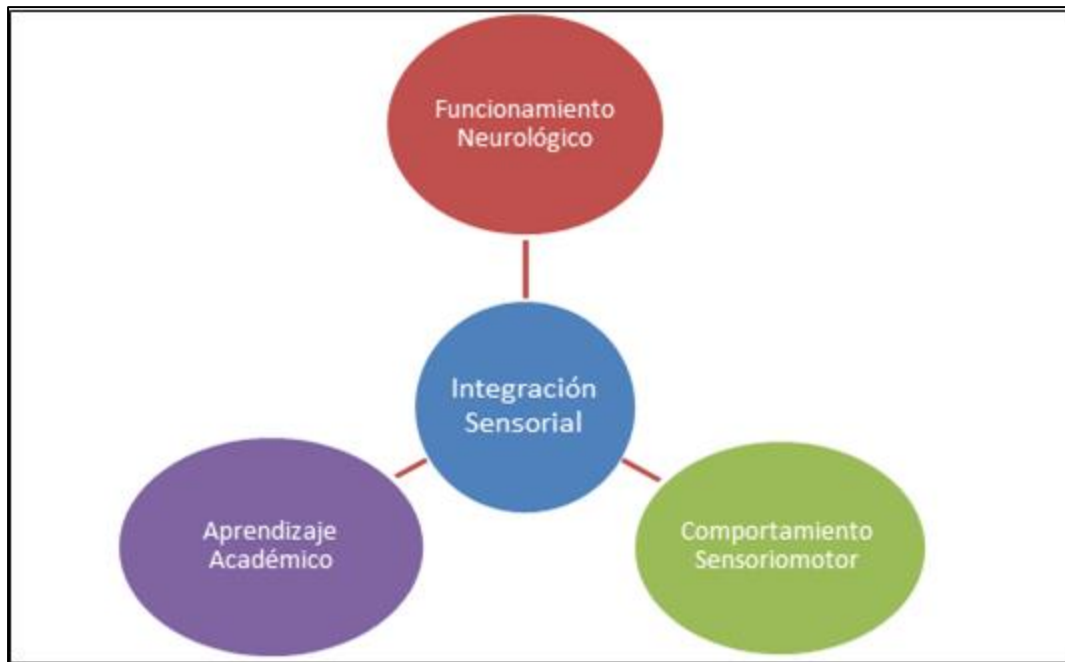 Funcionamiento
Neurológico
Integración
Sensorial
Aprendizaje
Académico
Comportamiento
Sensoriomotor